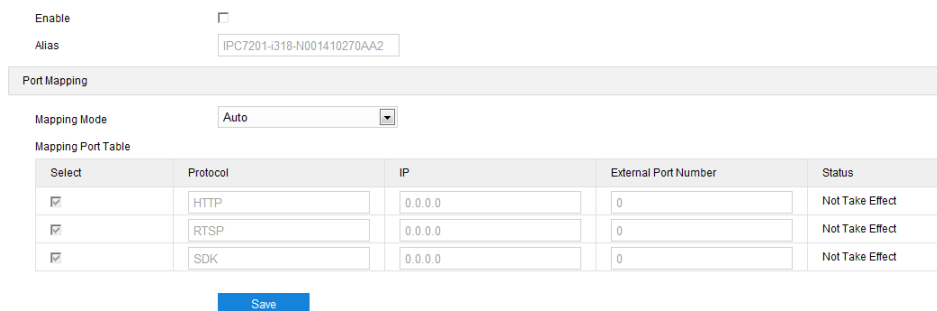 Enable
Alias IPC7201-i318-N001410270AA2
Port Mapping
Mapping Mode Auto
Mapping Port Table
Select Protocol IP External Port Number Status
HTTP 0.0.0.0 0 Not Take Effect
RTSP 0.0.0.0 0 Not Take Effect
SDK 0.0.0.0 0 Not Take Effect
Save